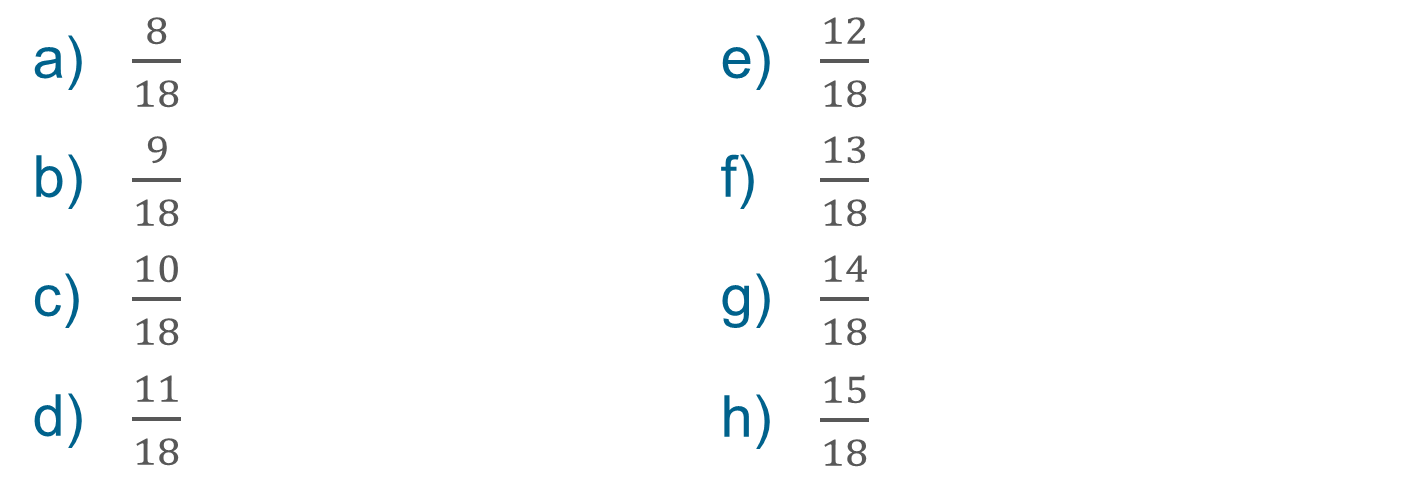 a) 8/18
b) 9/18
c) 10/18
d) 11/18
e) 12/18
f) 13/18
g) 14/18
h) 15/18